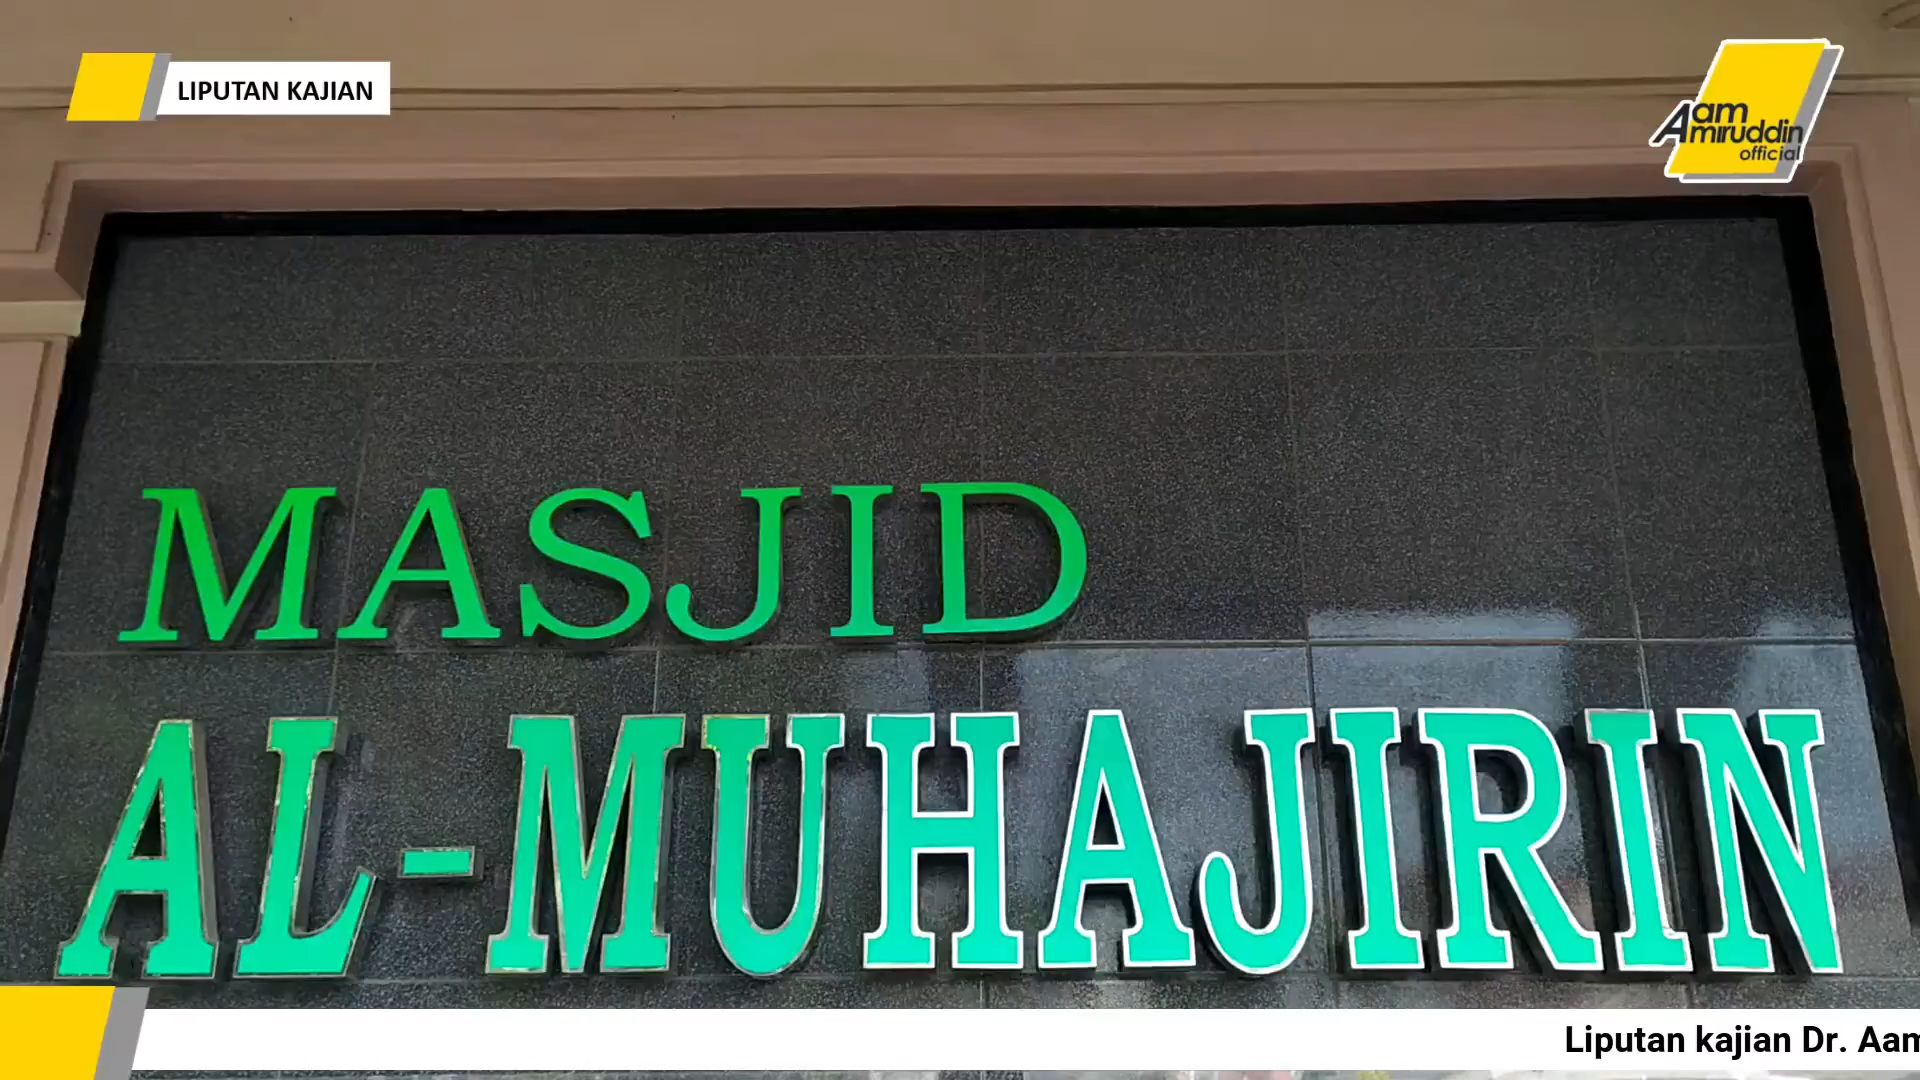 LIPUTAN KAJIAN
Aam
Amiruddin
official
MASJID
AL-MUHAJIRIN
Liputan kajian Dr. Aam